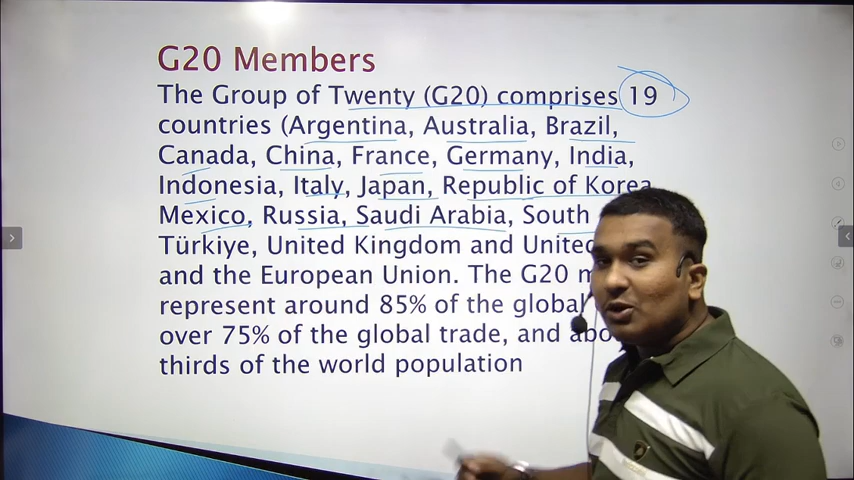 G20 Members
The Group of Twenty (G20) comprises 19
countries (Argentina, Australia, Brazil,
Canada, China, France, Germany, India,
Indonesia, Italy, Japan, Republic of Korea
Mexico, Russia, Saudi Arabia, South
Türkiye, United Kingdom and United
and the European Union. The G20
represent around 85% of the global
over 75% of the global trade, and
thirds of the world population